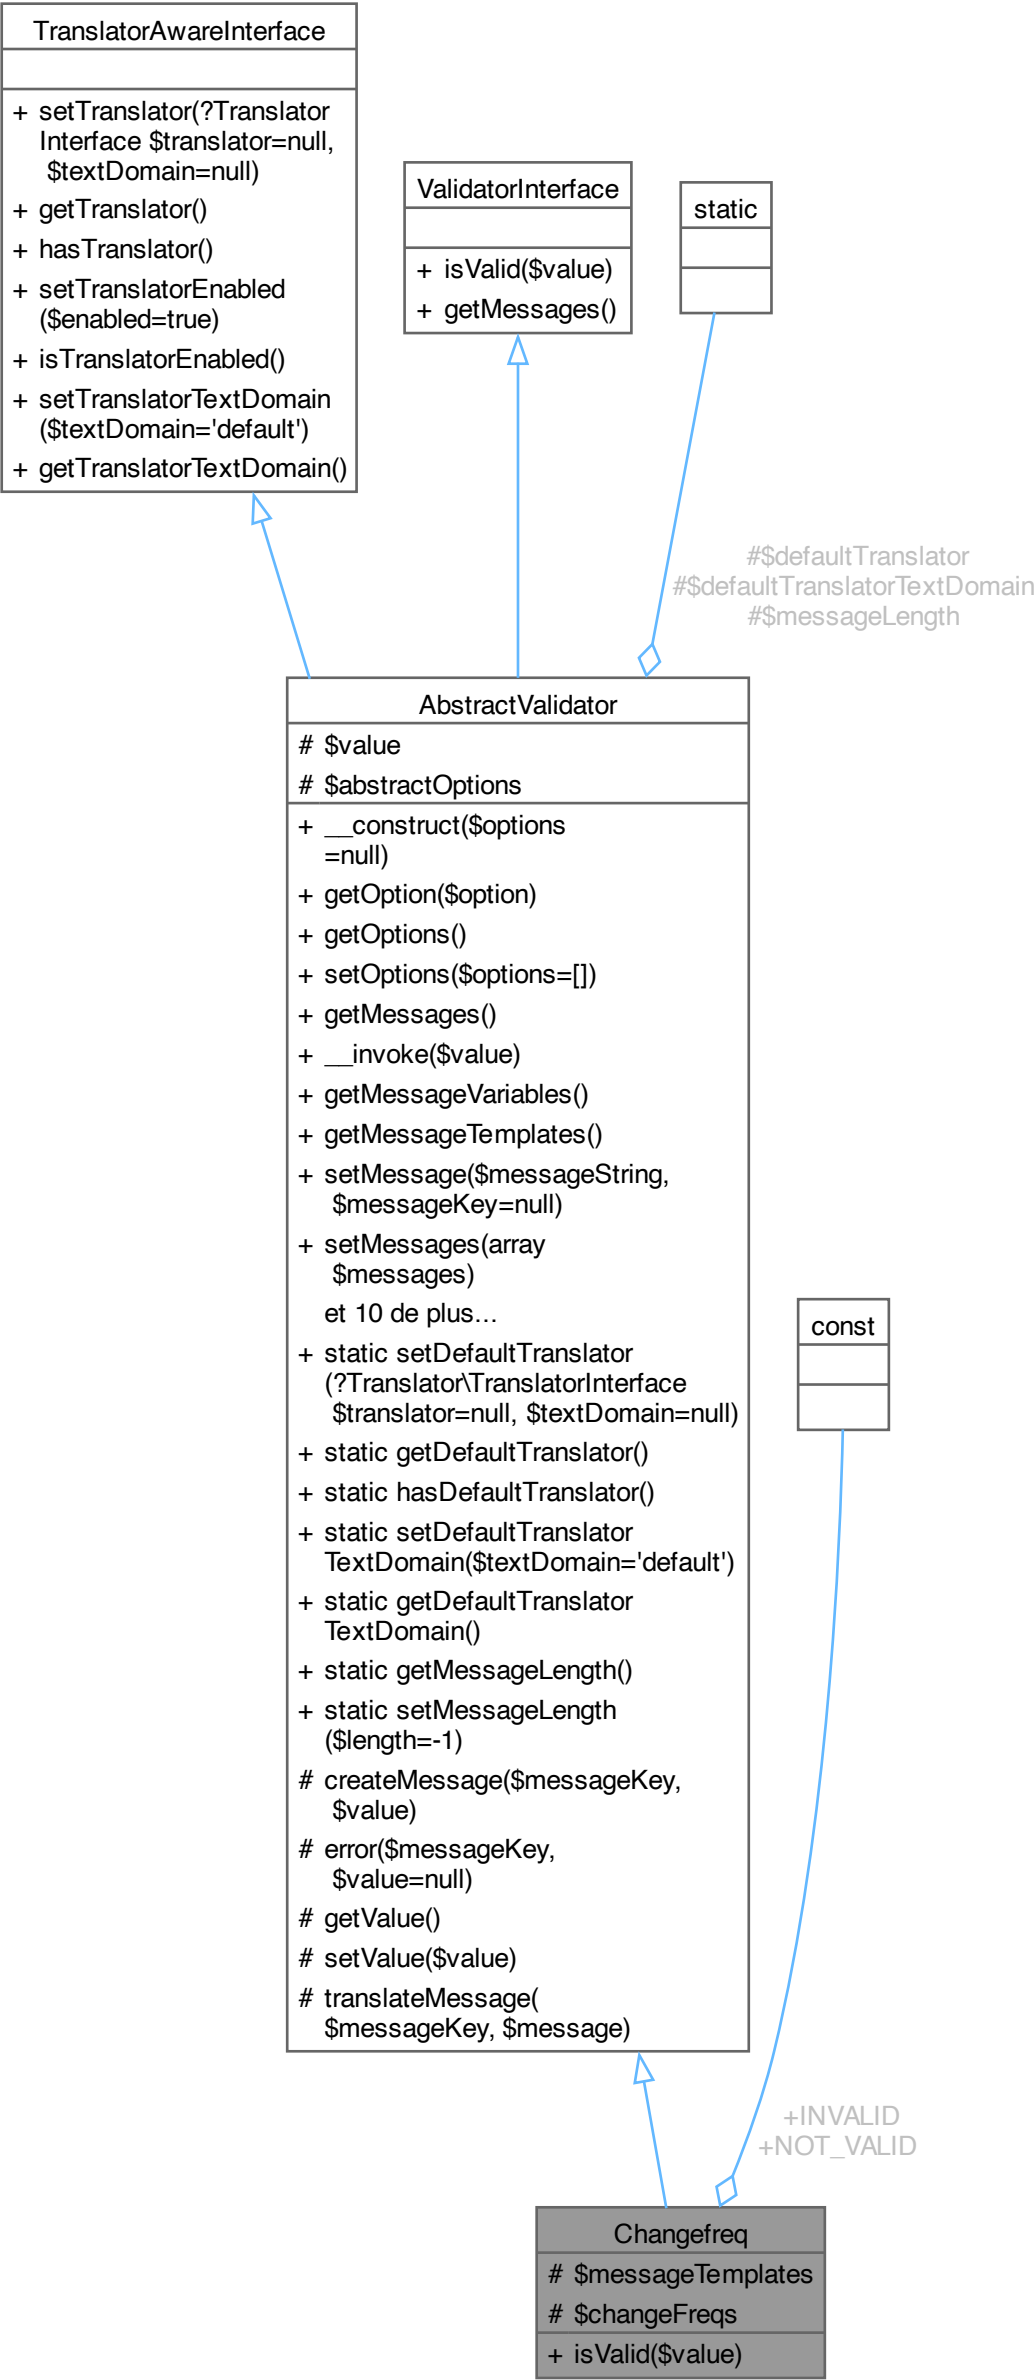 TranslatorAwareInterface
+ setTranslator(?Translator
Interface $translator=null,
$textDomain=null)
+ getTranslator()
+ hasTranslator()
+ setTranslatorEnabled
($enabled=true)
+ isTranslatorEnabled()
+ setTranslatorTextDomain
($textDomain='default')
+ getTranslatorTextDomain()
ValidatorInterface
+ isValid($value)
+ getMessages()
static
#$defaultTranslator
#$defaultTranslatorTextDomain
#$messageLength
AbstractValidator
# $value
# $abstractOptions
+ __construct($options
=null)
+ getOption($option)
+ getOptions()
+ setOptions($options=[])
+ getMessages()
+ __invoke($value)
+ getMessageVariables()
+ getMessageTemplates()
+ setMessage($messageString,
$messageKey=null)
+ setMessages(array
$messages)
et 10 de plus...
+ static setDefaultTranslator
(?Translator\TranslatorInterface
$translator=null, $textDomain=null)
+ static getDefaultTranslator()
+ static hasDefaultTranslator()
+ static setDefaultTranslator
TextDomain($textDomain='default')
+ static getDefaultTranslator
TextDomain()
+ static getMessageLength()
+ static setMessageLength
($length=-1)
# createMessage($messageKey,
$value)
# error($messageKey,
$value=null)
# getValue()
# setValue($value)
# translateMessage(
$messageKey, $message)
const
+INVALID
+NOT_VALID
Changefreq
# $messageTemplates
# $changeFreqs
+ isValid($value)